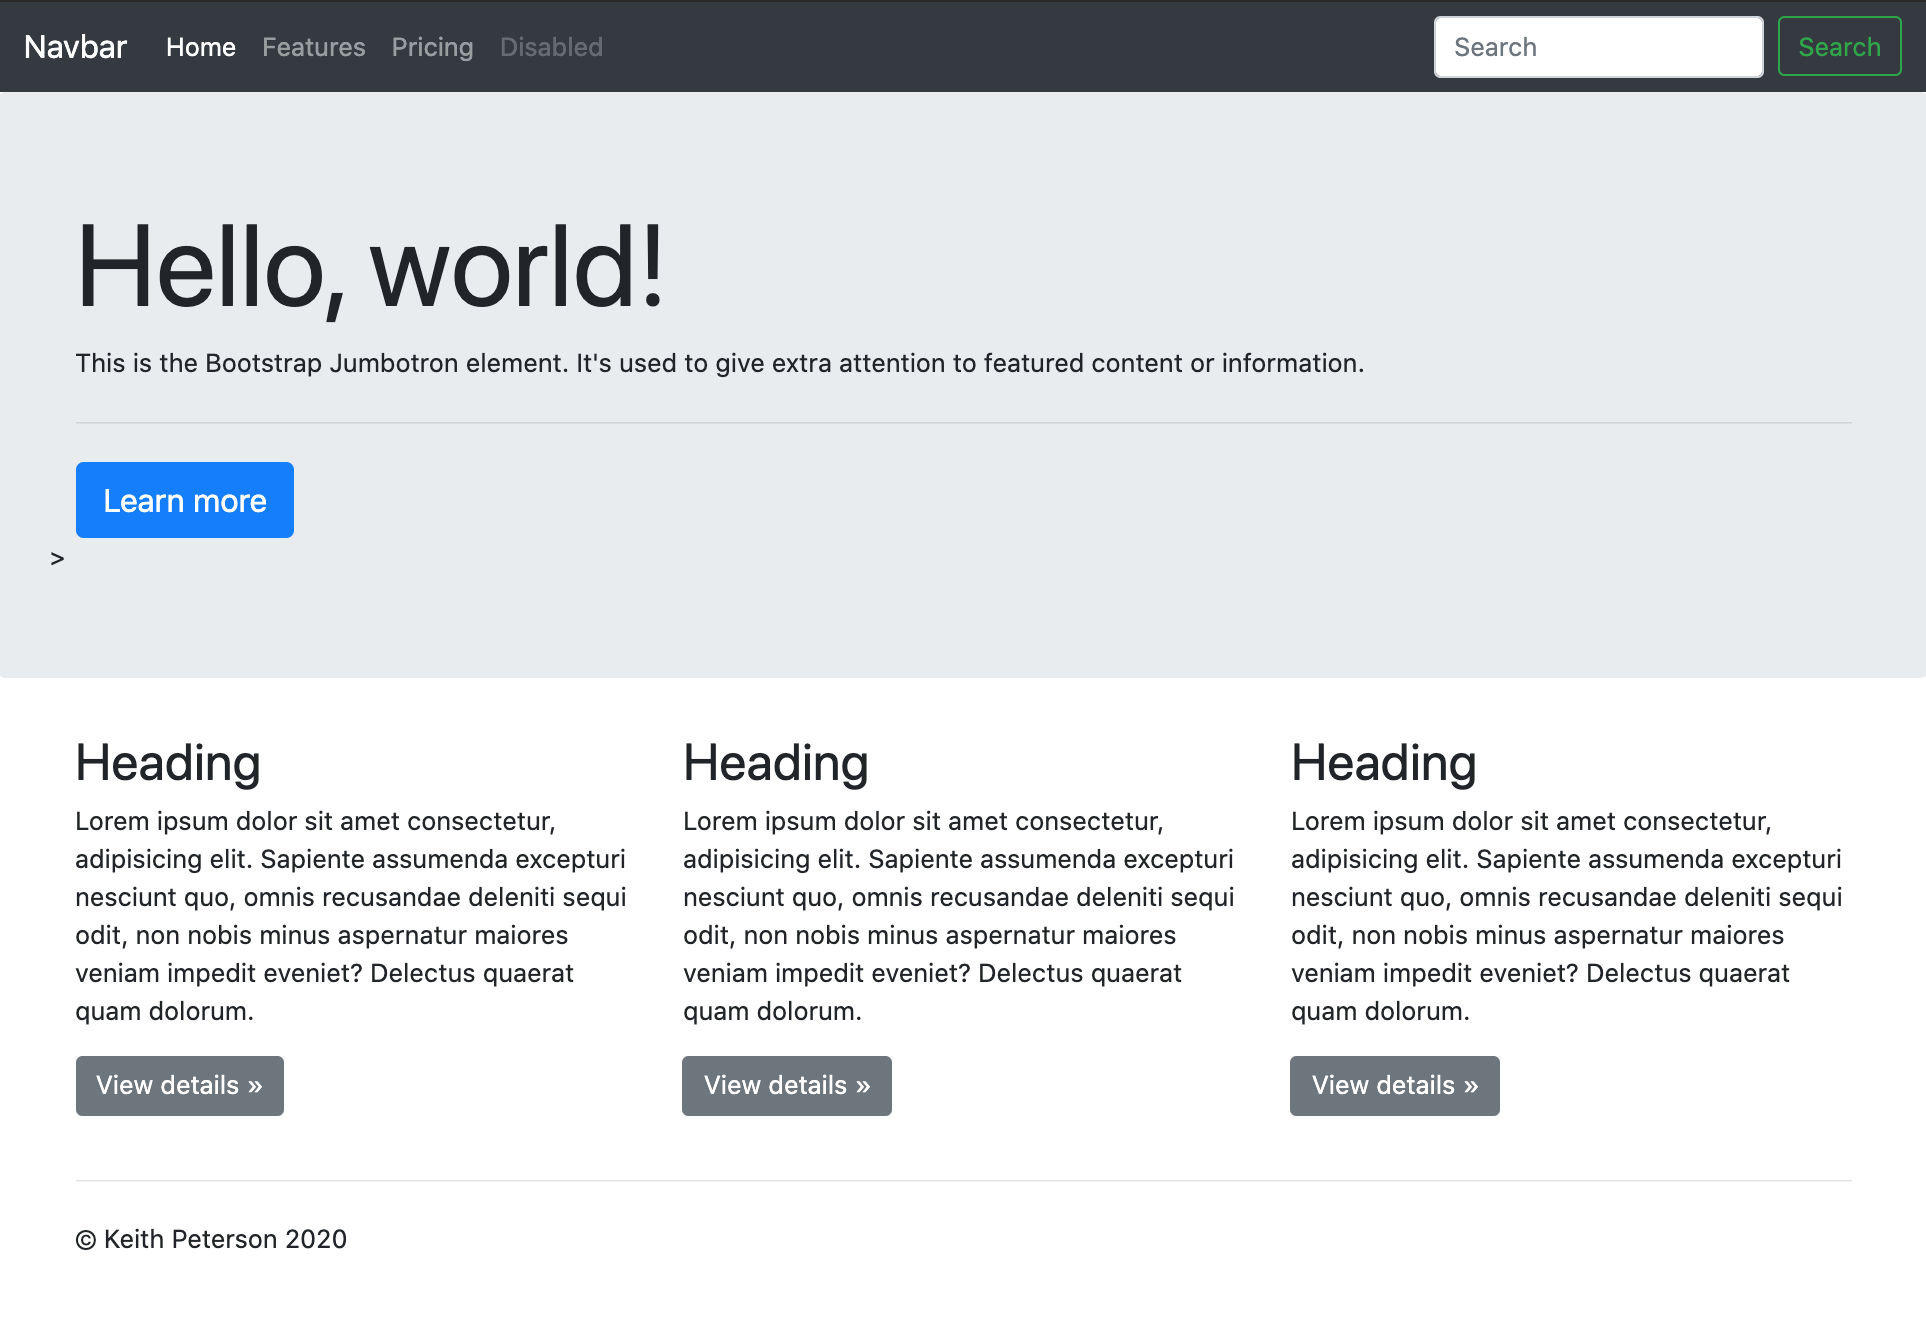 Navbar Home Features Pricing Disabled Search Search
Hello, world!
This is the Bootstrap Jumbotron element. It's used to give extra attention to featured content or information.
Learn more
>
Heading
Lorem ipsum dolor sit amet consectetur,
adipisicing elit. Sapiente assumenda excepturi
nesciunt quo, omnis recusandae deleniti sequi
odit, non nobis minus aspernatur maiores
veniam impedit eveniet? Delectus quaerat
quam dolorum.
View details »
Heading
Lorem ipsum dolor sit amet consectetur,
adipisicing elit. Sapiente assumenda excepturi
nesciunt quo, omnis recusandae deleniti sequi
odit, non nobis minus aspernatur maiores
veniam impedit eveniet? Delectus quaerat
quam dolorum.
View details »
Heading
Lorem ipsum dolor sit amet consectetur,
adipisicing elit. Sapiente assumenda excepturi
nesciunt quo, omnis recusandae deleniti sequi
odit, non nobis minus aspernatur maiores
veniam impedit eveniet? Delectus quaerat
quam dolorum.
View details »
© Keith Peterson 2020